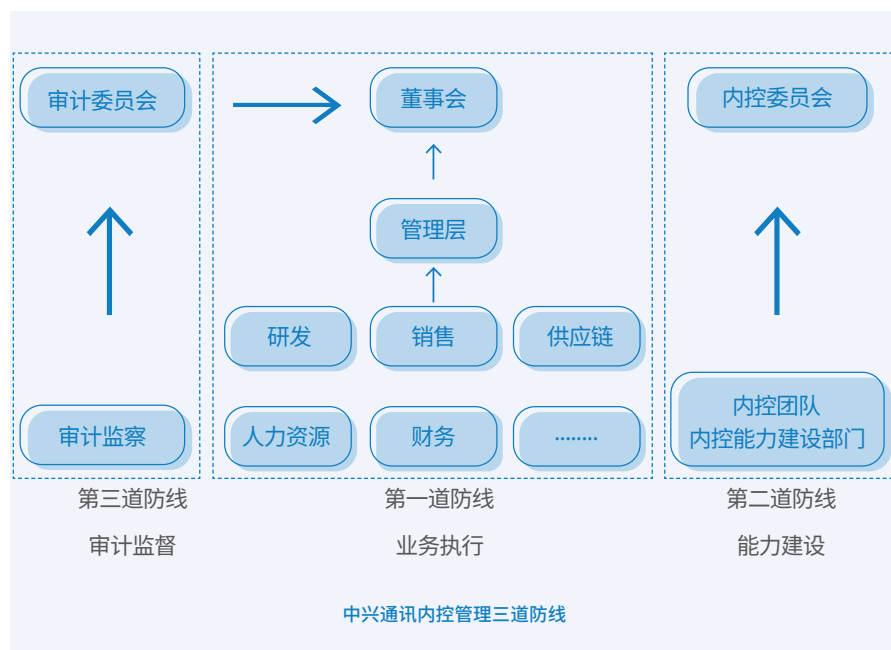 审计委员会
董事会
内控委员会
管理层
研发
销售
供应链
内控团队
内控能力建设部门
审计监察
人力资源
财务
········
第三道防线
第一道防线
第二道防线
审计监督
业务执行
能力建设
中兴通讯内控管理三道防线